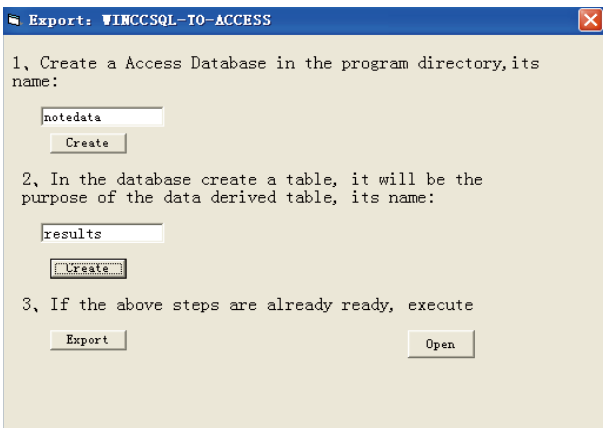 Export: WINCCSQL-TO-ACCESS
1、Create a Access Database in the program directory,its
name:
notedata
Create
2、In the database create a table, it will be the
purpose of the data derived table, its name:
results
Create
3、If the above steps are already ready, execute
Export
Open